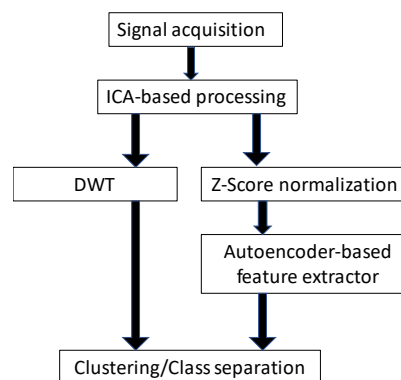 Signal acquisition
ICA-based processing
DWT
Z-Score normalization
Autoencoder-based
feature extractor
Clustering/Class separation